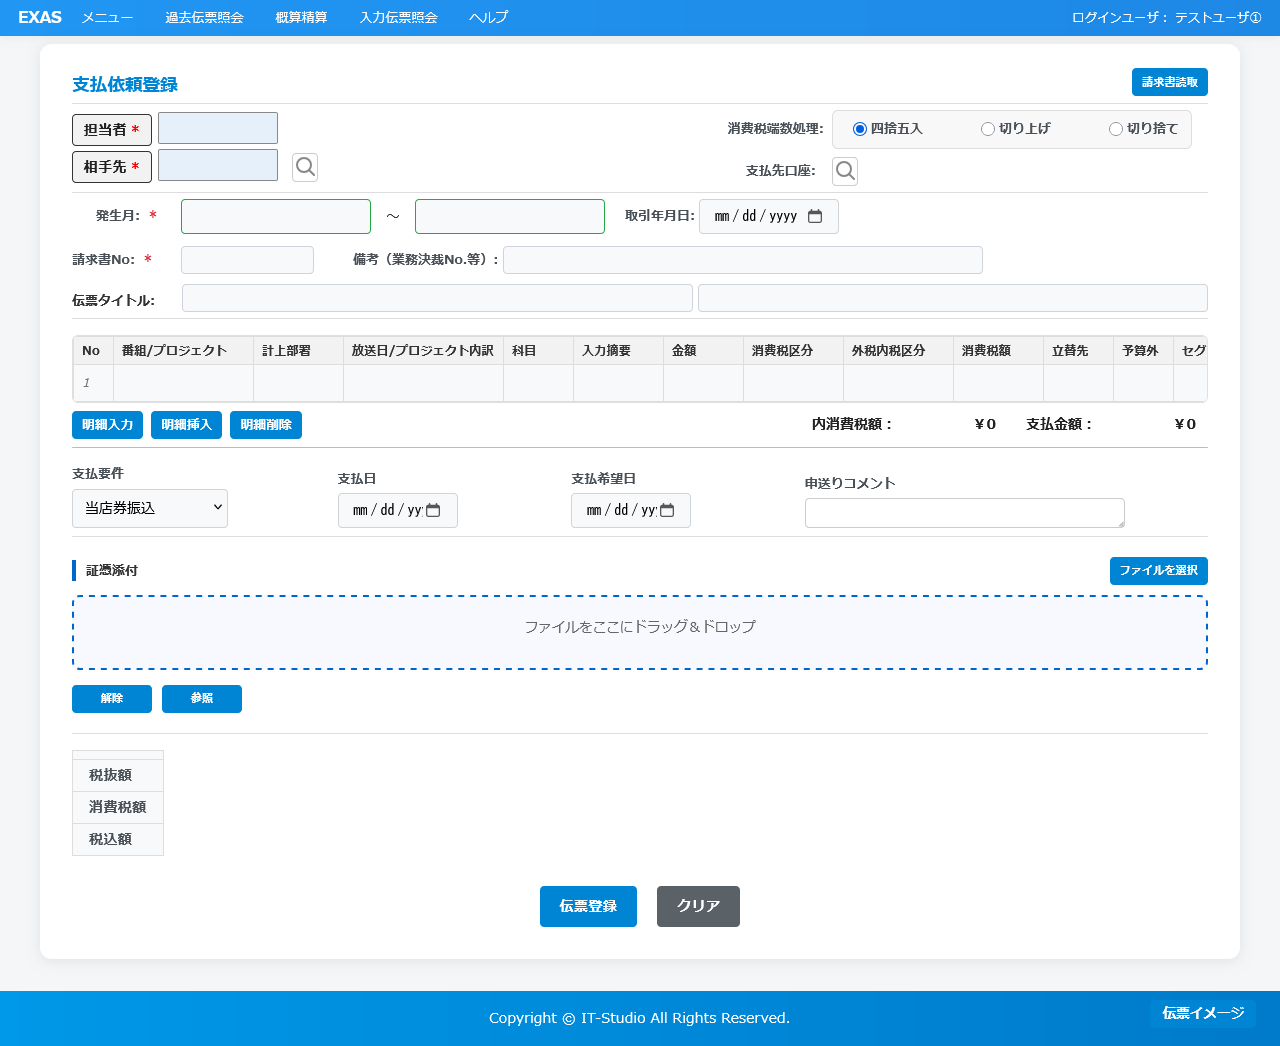 EXAS メニュー 過去伝票照会 概算精算 入力伝票照会 ヘルプ ログインユーザ： テストユーザ①
支払依頼登録 請求書読取
担当者 * 消費税端数処理: 四捨五入 切り上げ 切り捨て
相手先 * 支払先口座:
発生月: * ～ 取引年月日: mm/dd/yyyy
請求書No: * 備考（業務決裁No.等）:
伝票タイトル:
No 番組/プロジェクト 計上部署 放送日/プロジェクト内訳 科目 入力摘要 金額 消費税区分 外税内税区分 消費税額 立替先 予算外 セグ
1
明細入力 明細挿入 明細削除 内消費税額： ¥0 支払金額： ¥0
支払要件 支払日 支払希望日 申送りコメント
当店券振込 mm/dd/yy mm/dd/yy
証憑添付 ファイルを選択
ファイルをここにドラッグ＆ドロップ
解除 参照
税抜額
消費税額
税込額
伝票登録 クリア
Copyright © IT-Studio All Rights Reserved. 伝票イメージ